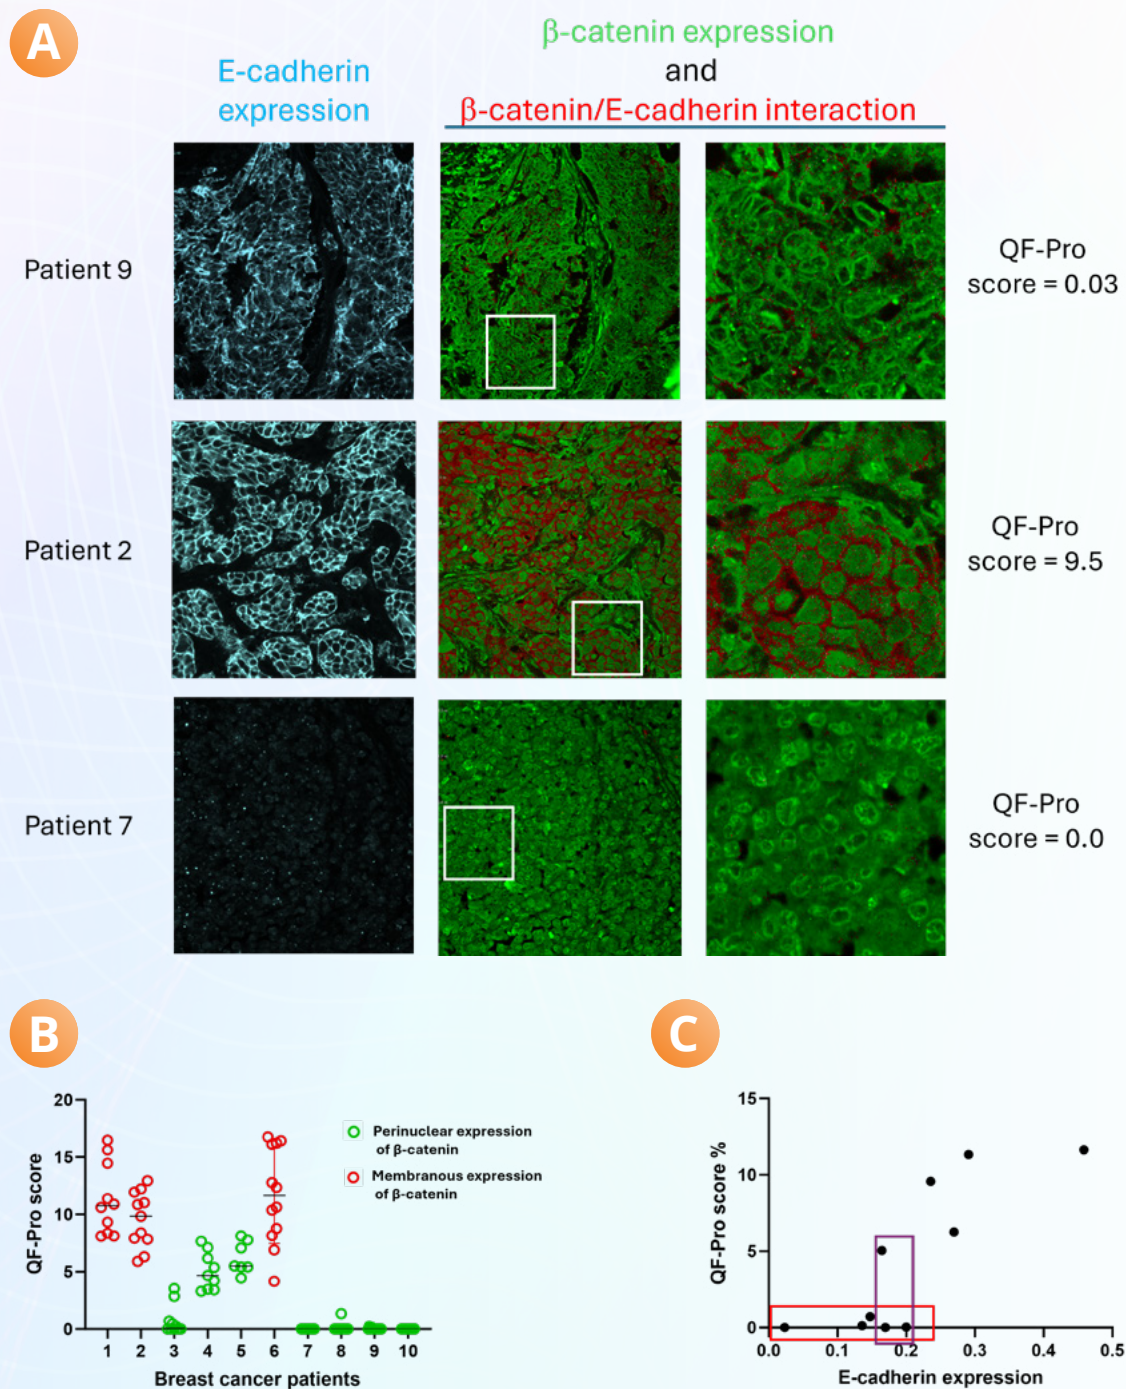 A
E-cadherin
expression
β-catenin expression
and
β-catenin/E-cadherin interaction
Patient 9
QF-Pro
score = 0.03
Patient 2
QF-Pro
score = 9.5
Patient 7
QF-Pro
score = 0.0
B
QF-Pro score
20
15
10
5
0
1 2 3 4 5 6 7 8 9 10
Breast cancer patients
Perinuclear expression
of β-catenin
Membranous expression
of β-catenin
C
QF-Pro score %
15
10
5
0
0.0 0.1 0.2 0.3 0.4 0.5
E-cadherin expression